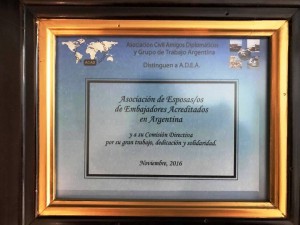 Asociación Civil Amigos Diplomáticos
y Grupo de Trabajo Argentina
Distinguen a A.D.E.A.
Asociación de Esposas/os
de Embajadores Acreditados
en Argentina
y a su Comisión Directiva
por su gran trabajo, dedicación y solidaridad.
Noviembre, 2016